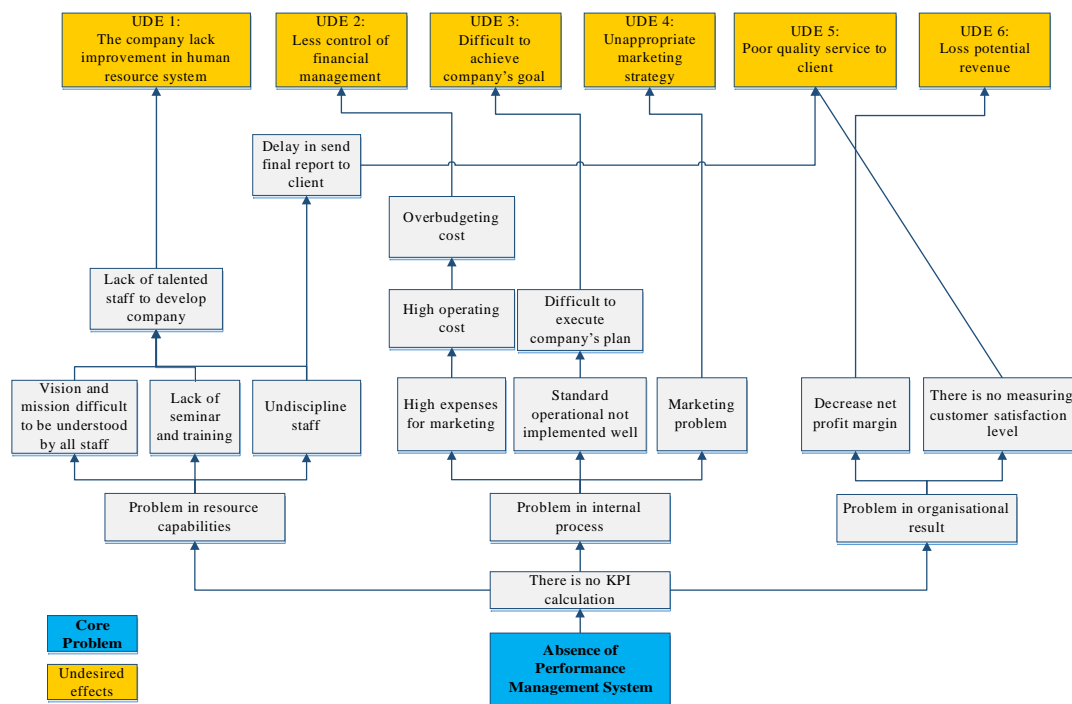 UDE 1:
The company lack
improvement in human
resource system
UDE 2:
Less control of
financial
management
UDE 3:
Difficult to
achieve
company's goal
UDE 4:
Unappropriate
marketing
strategy
UDE 5:
Poor quality service to
client
UDE 6:
Loss potential
revenue
Delay in send
final report to
client
Overbudgeting
cost
Lack of talented
staff to develop
company
High operating
cost
Difficult to
execute
company's plan
Vision and
mission difficult
to be understood
by all staff
Lack of
seminar
and training
Undiscipline
staff
High expenses
for marketing
Standard
operational not
implemented well
Marketing
problem
Decrease net
profit margin
There is no measuring
customer satisfaction
level
Problem in resource
capabilities
Problem in internal
process
Problem in organisational
result
There is no KPI
calculation
Core
Problem
Absence of
Performance
Management System
Undesired
effects